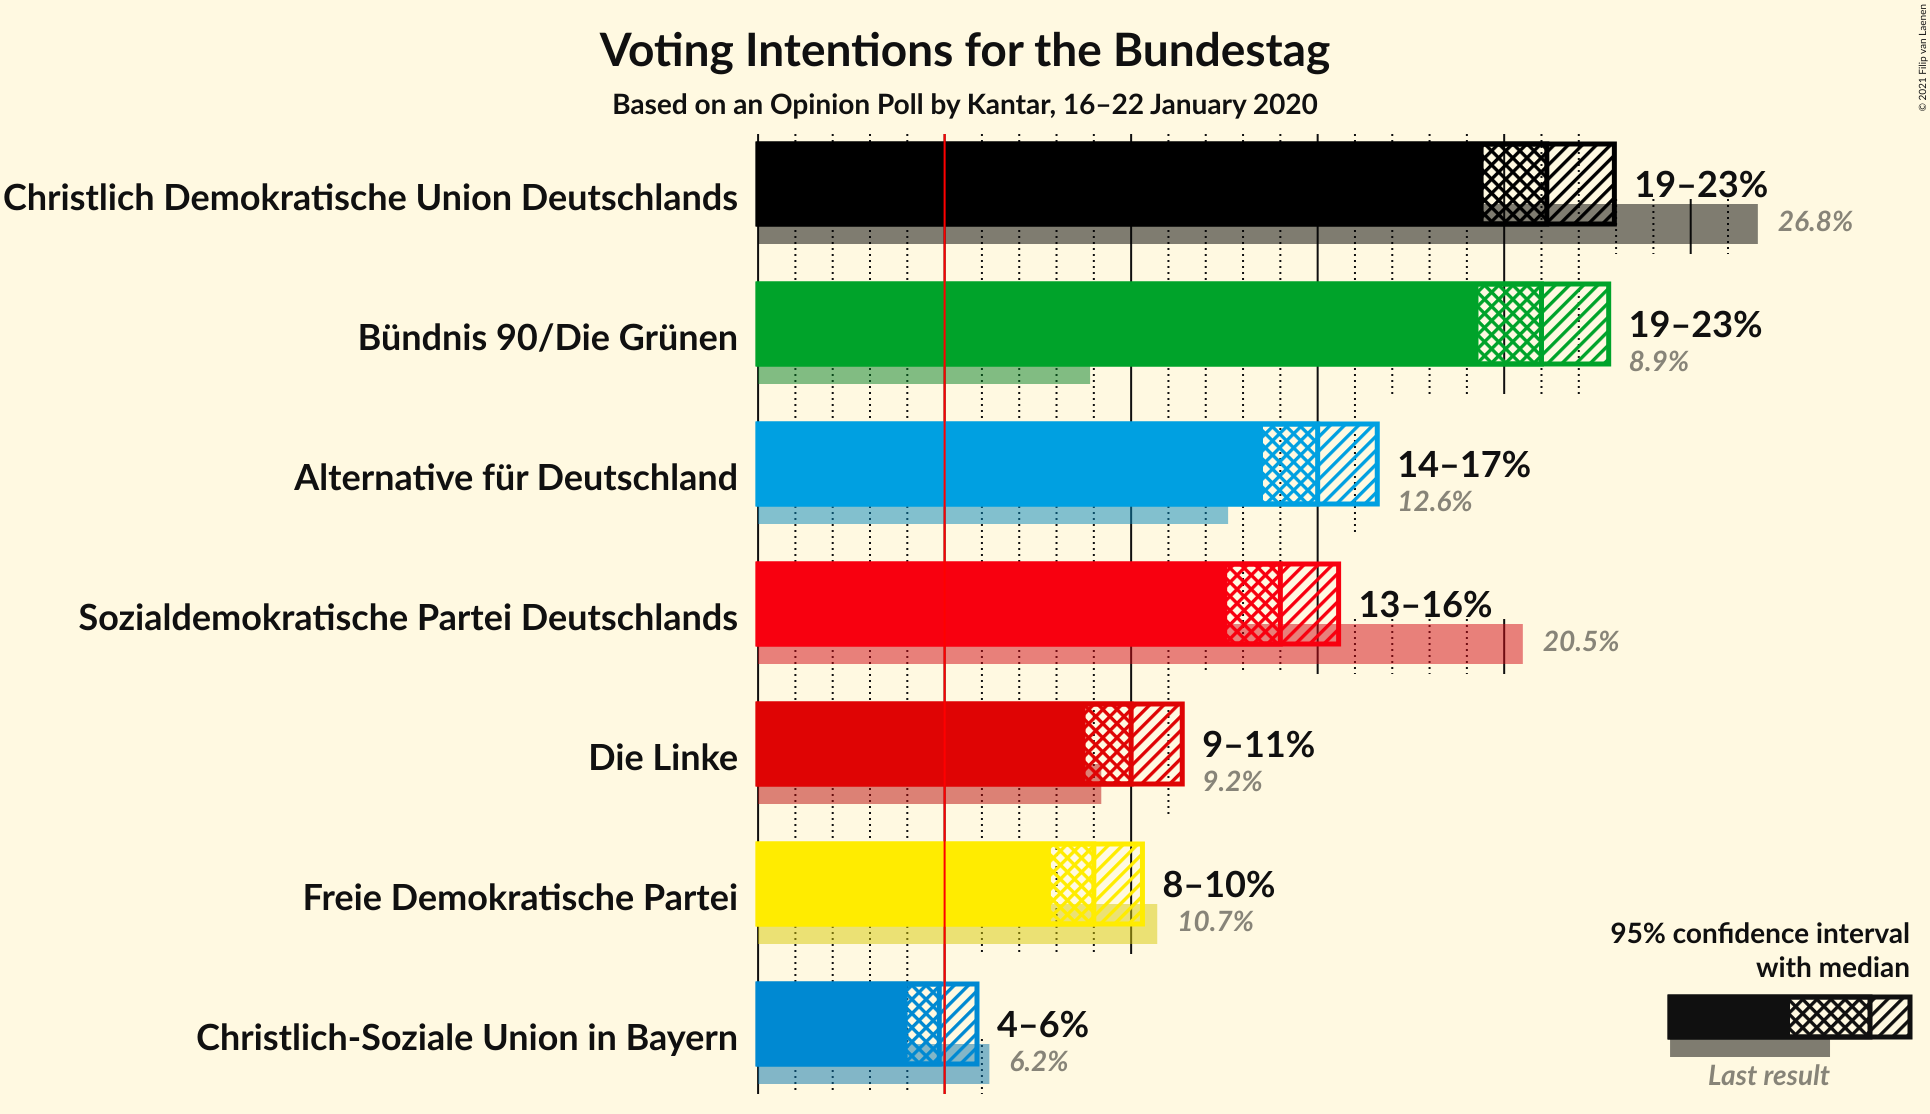 Voting Intentions for the Bundestag
Based on an Opinion Poll by Kantar, 16–22 January 2020
© 2021 Filip van Laenen
Christlich Demokratische Union Deutschlands
19–23%
26.8%
Bündnis 90/Die Grünen
19–23%
8.9%
Alternative für Deutschland
14–17%
12.6%
Sozialdemokratische Partei Deutschlands
13–16%
20.5%
Die Linke
9–11%
9.2%
Freie Demokratische Partei
8–10%
10.7%
Christlich-Soziale Union in Bayern
4–6%
6.2%
95% confidence interval
with median
Last result